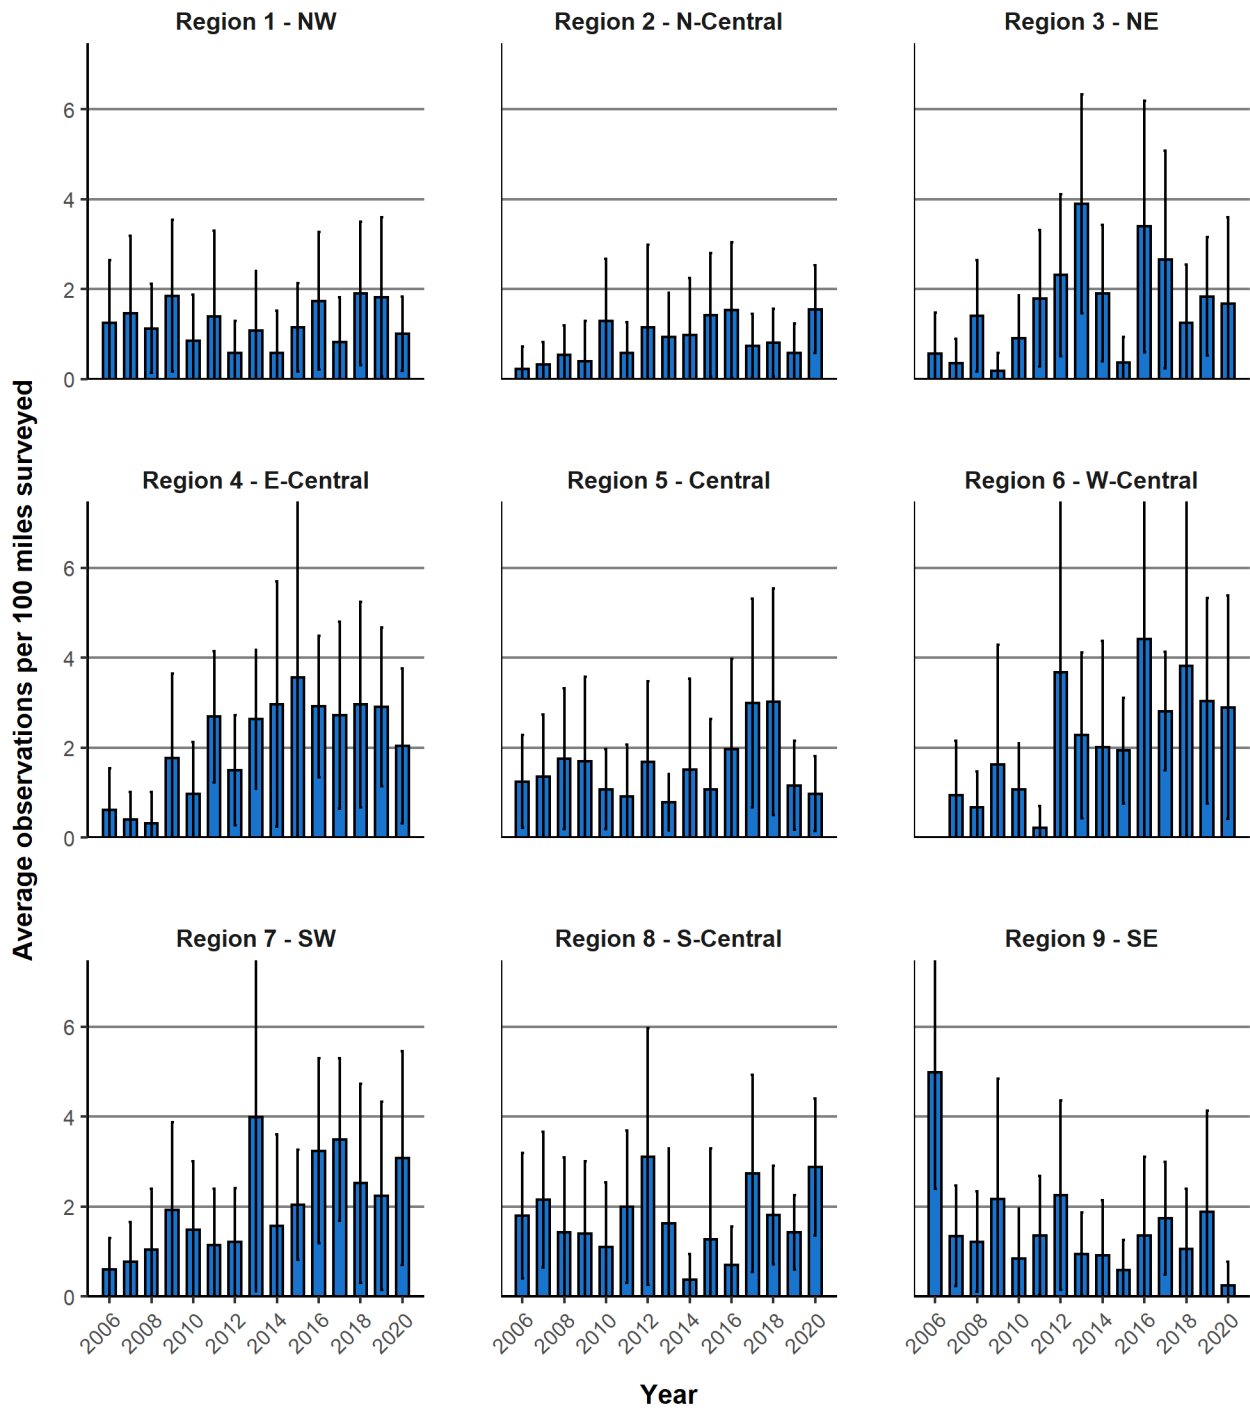 Region 1 - NW
Region 2 - N-Central
Region 3 - NE
6
4
2
0
Region 4 - E-Central
Region 5 - Central
Region 6 - W-Central
6
4
2
0
Average observations per 100 miles surveyed
Region 7 - SW
Region 8 - S-Central
Region 9 - SE
6
4
2
0
2006 2008 2010 2012 2014 2016 2018 2020
2006 2008 2010 2012 2014 2016 2018 2020
2006 2008 2010 2012 2014 2016 2018 2020
Year